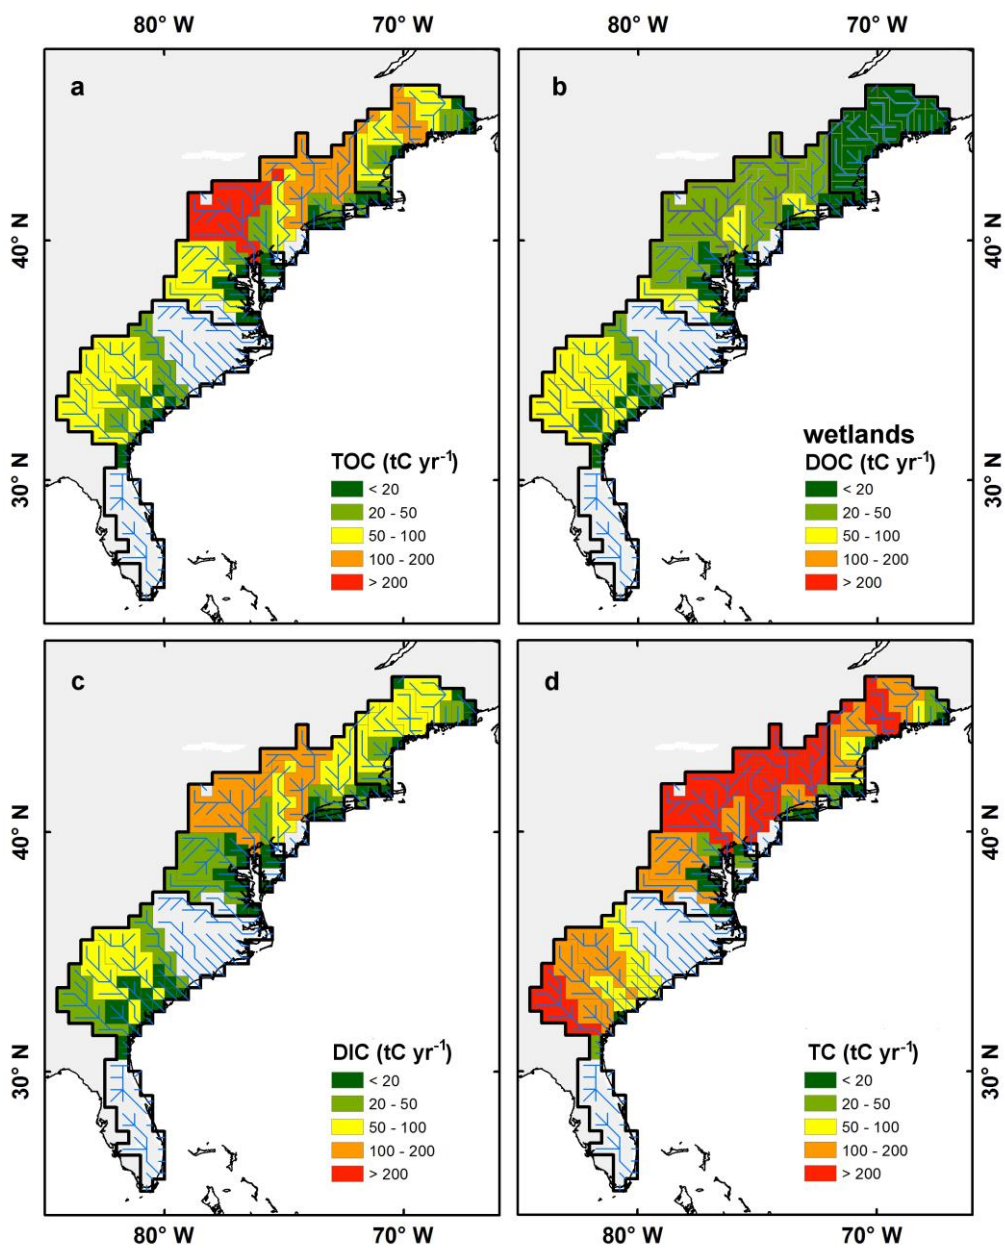 80° W 70° W 80° W 70° W
a
b
40° N
40° N
30° N
30° N
TOC (tC yr⁻¹)
< 20
20 - 50
50 - 100
100 - 200
> 200
wetlands
DOC (tC yr⁻¹)
< 20
20 - 50
50 - 100
100 - 200
> 200
c
d
40° N
40° N
30° N
30° N
DIC (tC yr⁻¹)
< 20
20 - 50
50 - 100
100 - 200
> 200
TC (tC yr⁻¹)
< 20
20 - 50
50 - 100
100 - 200
> 200
80° W 70° W 80° W 70° W